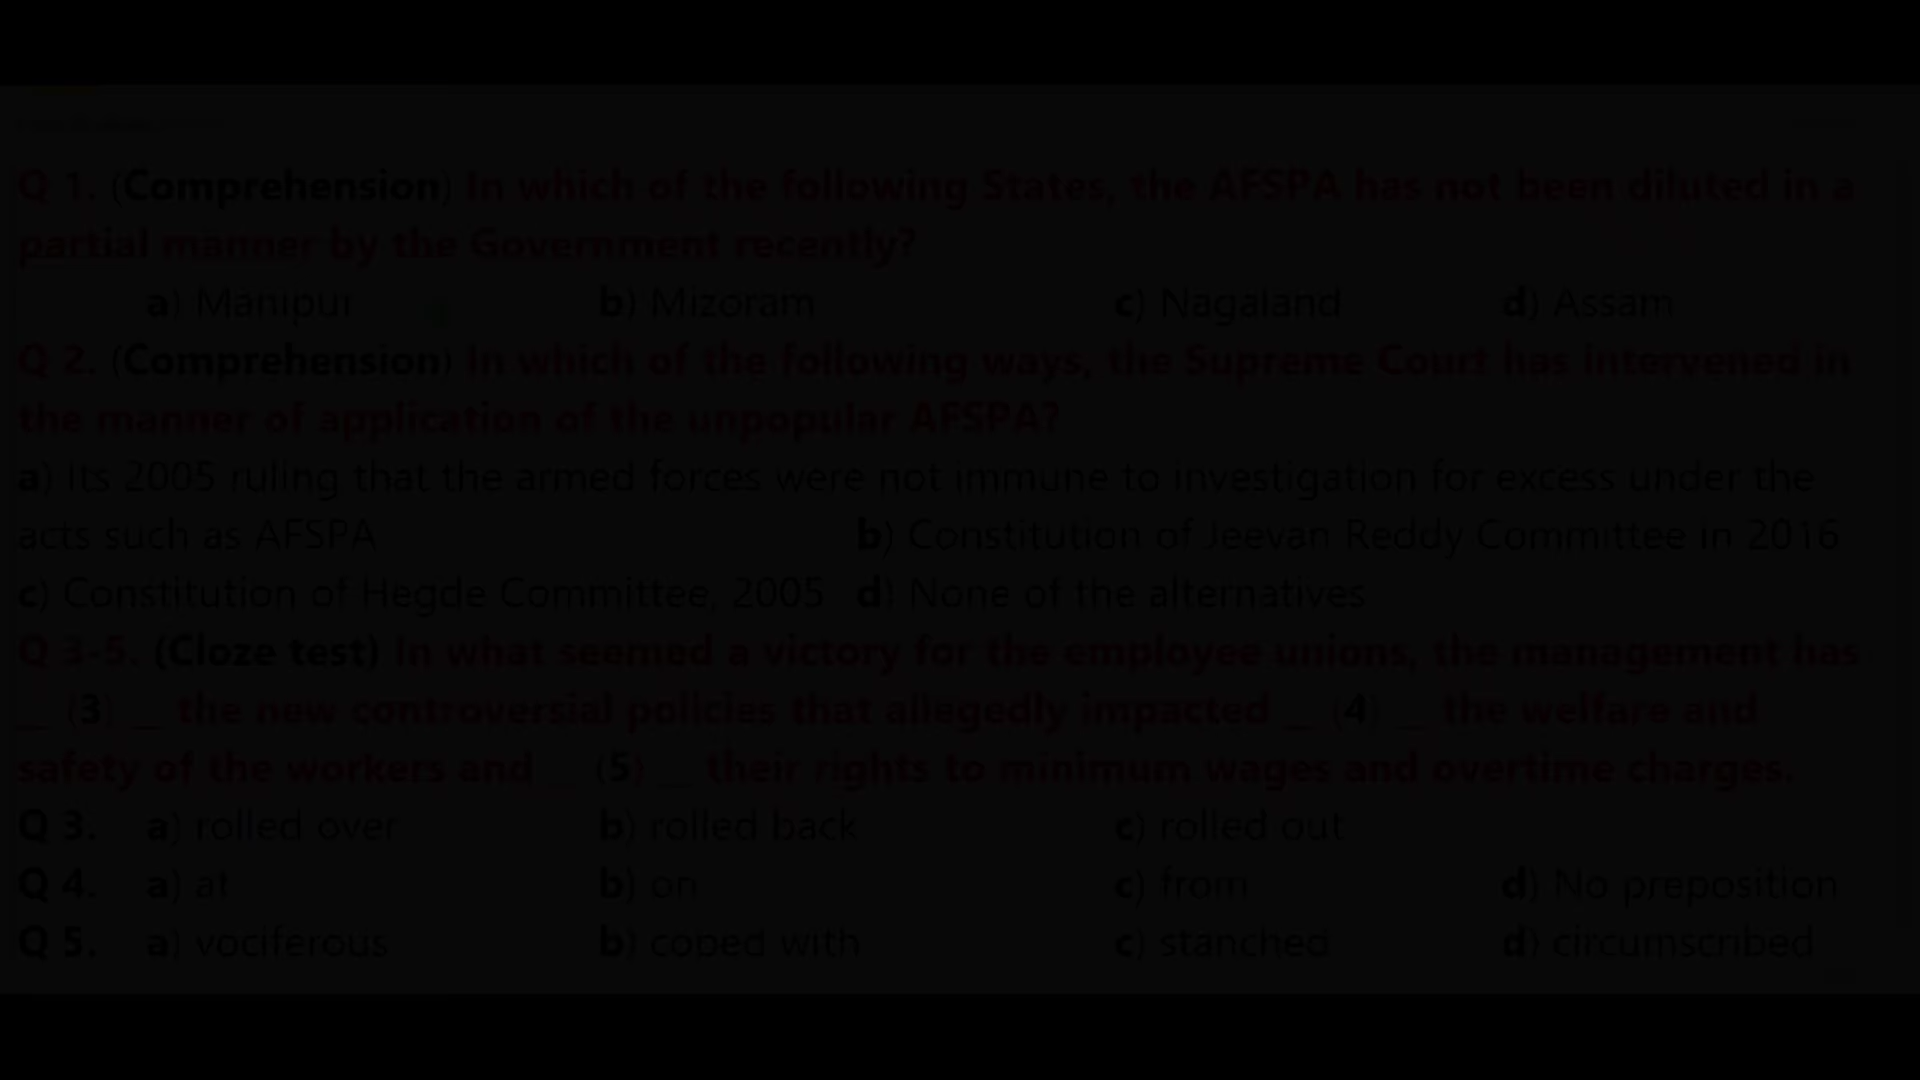 Q 1. (Comprehension) In which of the following States, the AFSPA has not been diluted in a
partial manner by the Government recently?
a) Manipur b) Mizoram c) Nagaland d) Assam
Q 2. (Comprehension) In which of the following ways, the Supreme Court has intervened in
the manner of application of the unpopular AFSPA?
a) Its 2005 ruling that the armed forces were not immune to investigation for excess under the
acts such as AFSPA b) Constitution of Jeevan Reddy Committee in 2016
c) Constitution of Hegde Committee, 2005 d) None of the alternatives
Q 3-5. (Cloze test) In what seemed a victory for the employee unions, the management has
_ (3) _ the new controversial policies that allegedly impacted _ (4) _ the welfare and
safety of the workers and _ (5) _ their rights to minimum wages and overtime charges.
Q 3. a) rolled over b) rolled back c) rolled out
Q 4. a) at b) on c) from d) No preposition
Q 5. a) vociferous b) coped with c) stanched d) circumscribed